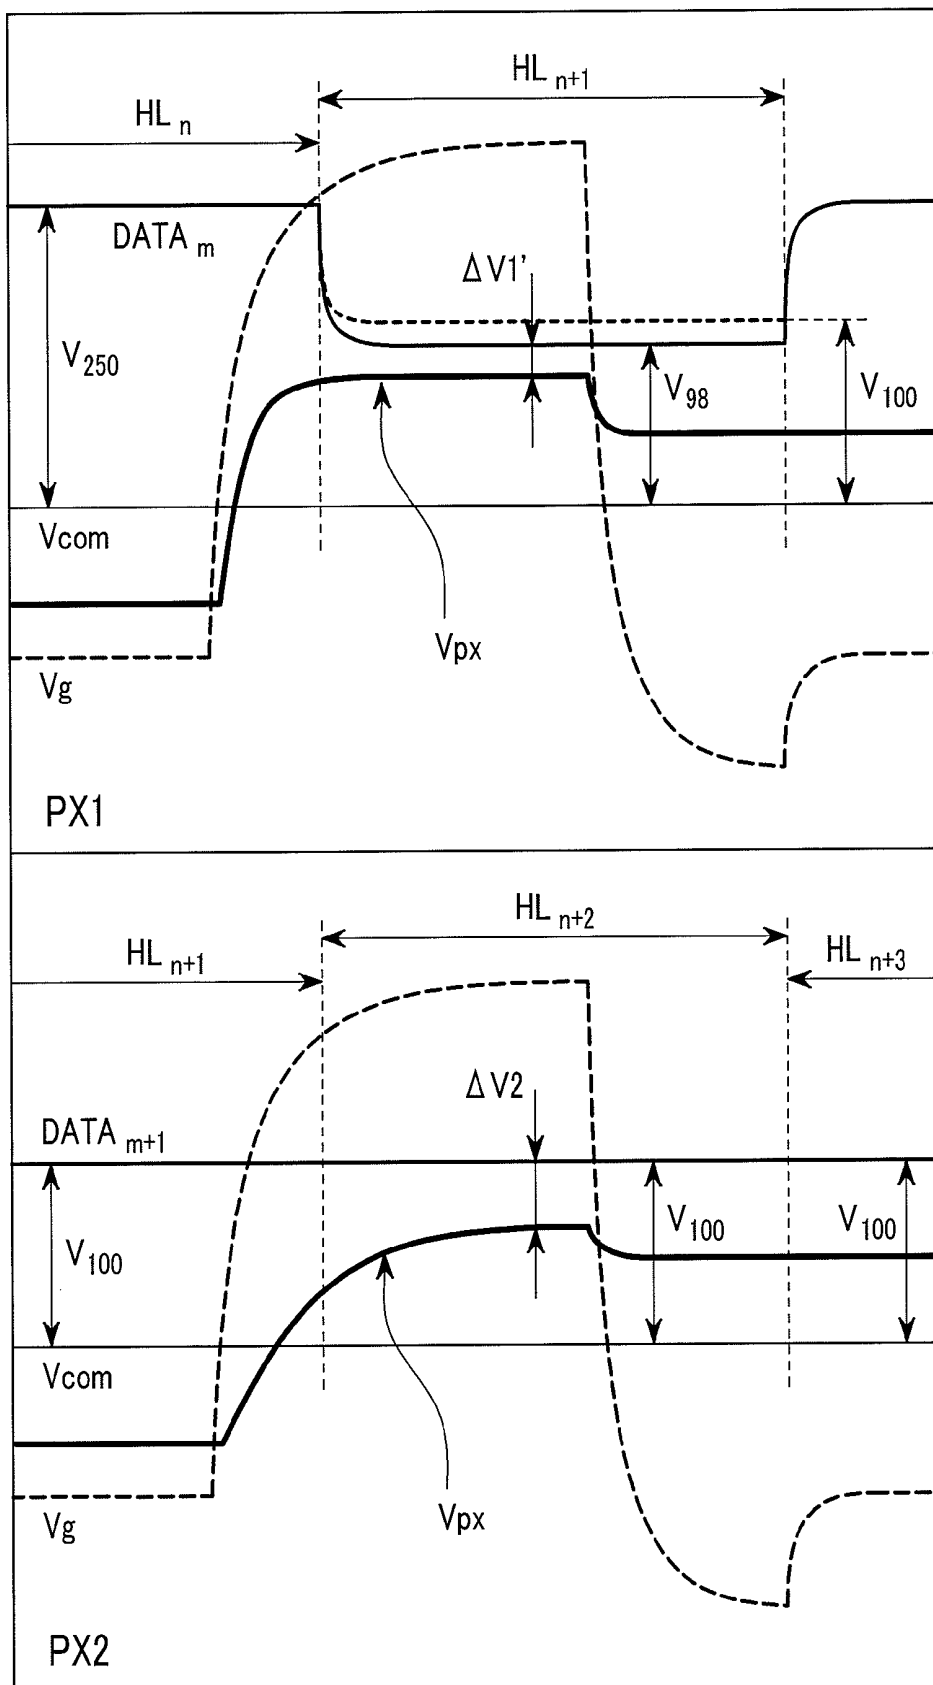 HL n+1
HL n
DATA m
ΔV1'
V250
V98
V100
Vcom
Vpx
Vg
PX1
HL n+2
HL n+1
HL n+3
ΔV2
DATA m+1
V100
V100
V100
Vcom
Vpx
Vg
PX2